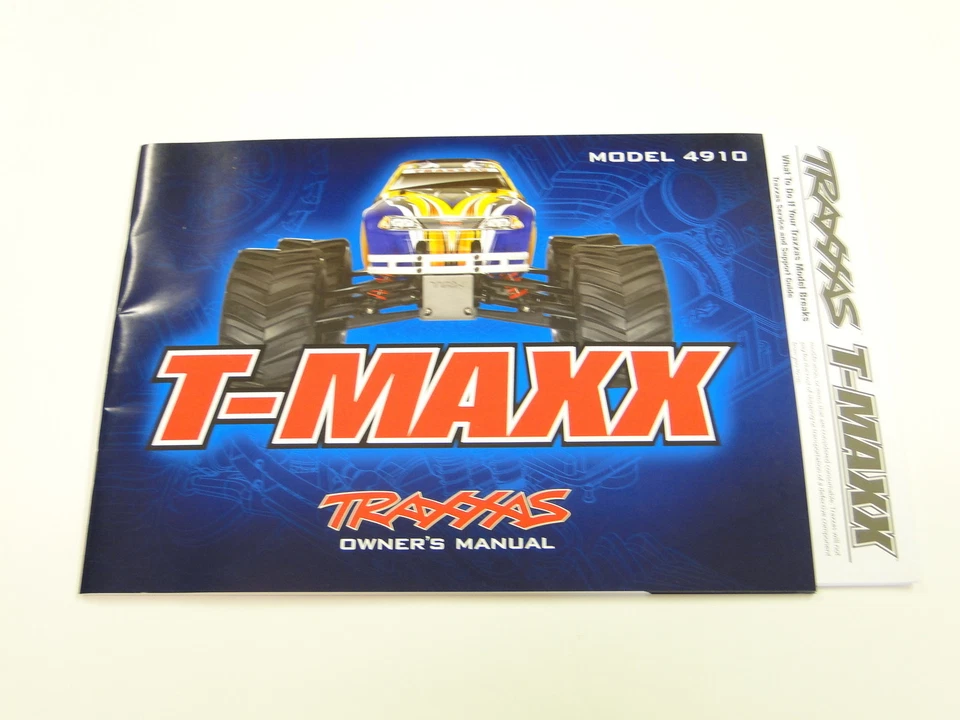 MODEL 4910
T-MAXX
TRAXXAS
OWNER'S MANUAL
TRAXXAS T-MAXX
What To Do If Your Traxxas Model Breaks
Traxxas Service and Support Guide